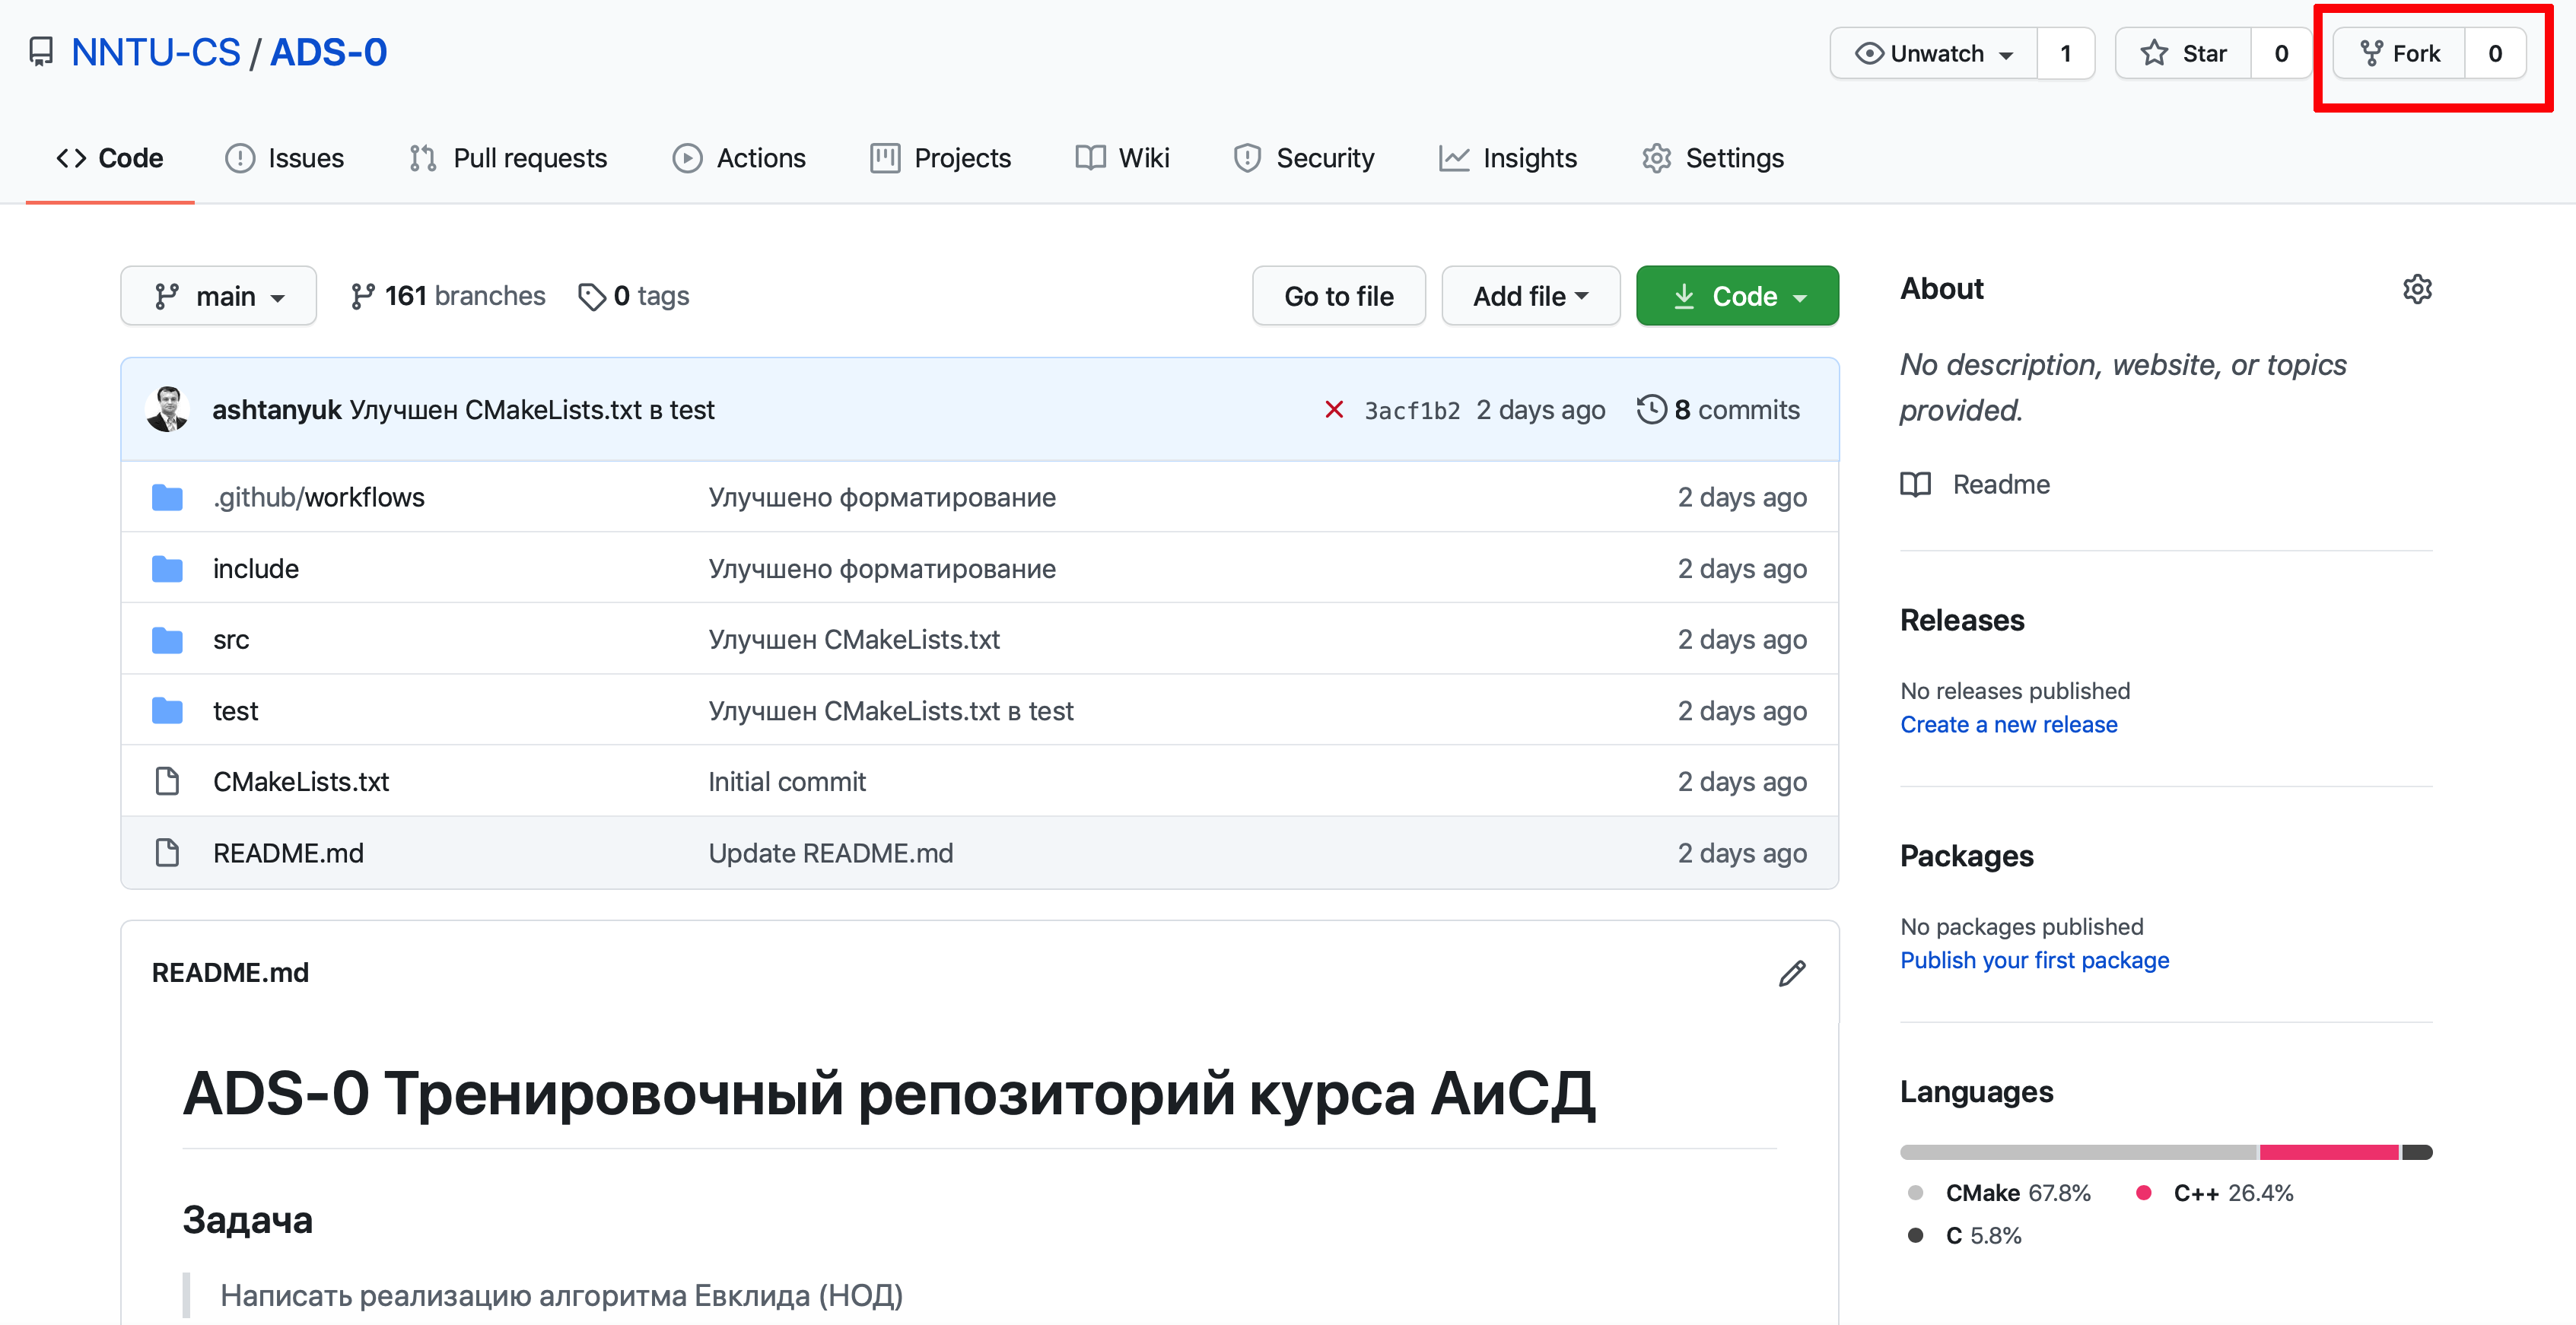 NNTU-CS / ADS-0
Unwatch 1
Star 0
Fork 0
Code
Issues
Pull requests
Actions
Projects
Wiki
Security
Insights
Settings
main
161 branches
0 tags
Go to file
Add file
Code
ashtanyuk Улучшен CMakeLists.txt в test
3acf1b2 2 days ago
8 commits
.github/workflows Улучшено форматирование 2 days ago
include Улучшено форматирование 2 days ago
src Улучшен CMakeLists.txt 2 days ago
test Улучшен CMakeLists.txt в test 2 days ago
CMakeLists.txt Initial commit 2 days ago
README.md Update README.md 2 days ago
README.md
ADS-0 Тренировочный репозиторий курса АиСД
Задача
Написать реализацию алгоритма Евклида (НОД)
About
No description, website, or topics
provided.
Readme
Releases
No releases published
Create a new release
Packages
No packages published
Publish your first package
Languages
CMake 67.8% C++ 26.4%
C 5.8%